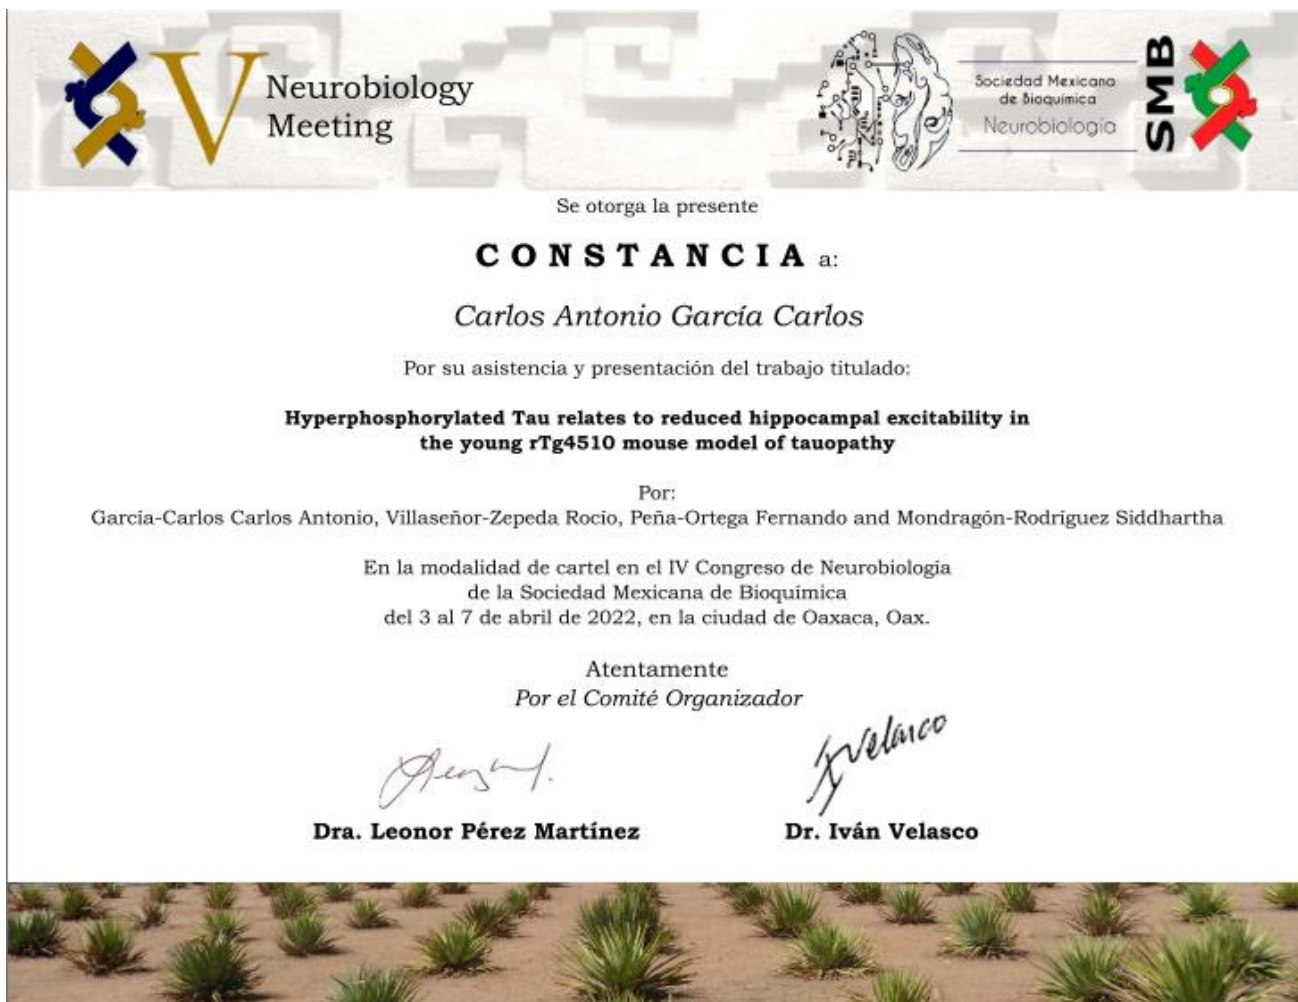 V Neurobiology
Meeting
Sociedad Mexicana
de Bioquímica
Neurobiología
SMB
Se otorga la presente
CONSTANCIA a:
Carlos Antonio García Carlos
Por su asistencia y presentación del trabajo titulado:
Hyperphosphorylated Tau relates to reduced hippocampal excitability in
the young rTg4510 mouse model of tauopathy
Por:
García-Carlos Carlos Antonio, Villaseñor-Zepeda Rocío, Peña-Ortega Fernando and Mondragón-Rodríguez Siddhartha
En la modalidad de cartel en el IV Congreso de Neurobiología
de la Sociedad Mexicana de Bioquímica
del 3 al 7 de abril de 2022, en la ciudad de Oaxaca, Oax.
Atentamente
Por el Comité Organizador
Velasco
Dra. Leonor Pérez Martínez
Dr. Iván Velasco